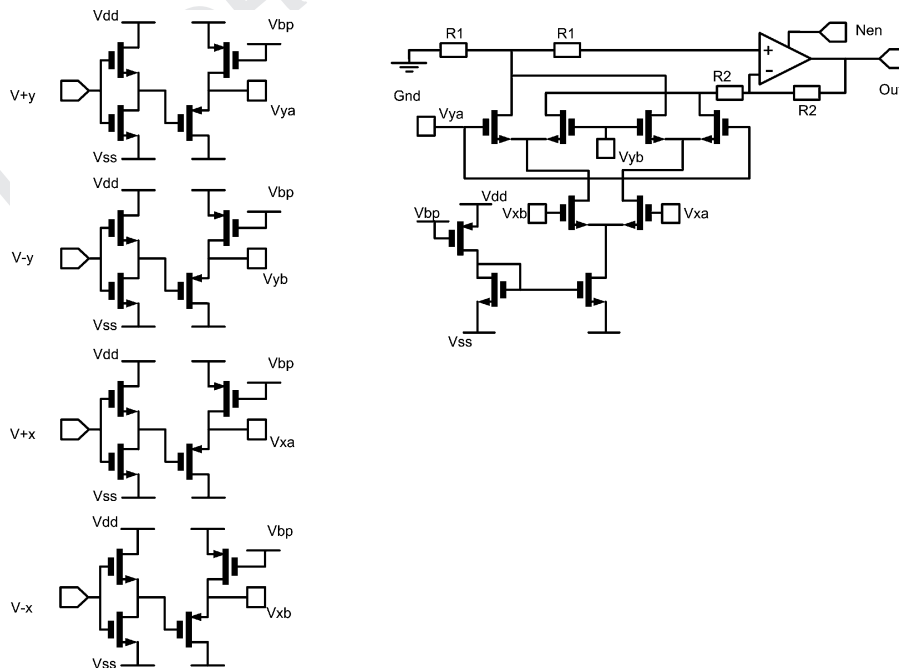 Vdd
Vbp
V+y
Vya
Vss
Vdd
Vbp
V-y
Vyb
Vss
Vdd
Vbp
V+x
Vxa
Vss
Vdd
Vbp
V-x
Vxb
Vss
R1
R1
Nen
+
-
Gnd
R2
R2
Out
Vya
Vyb
Vdd
Vbp
Vxb
Vxa
Vss